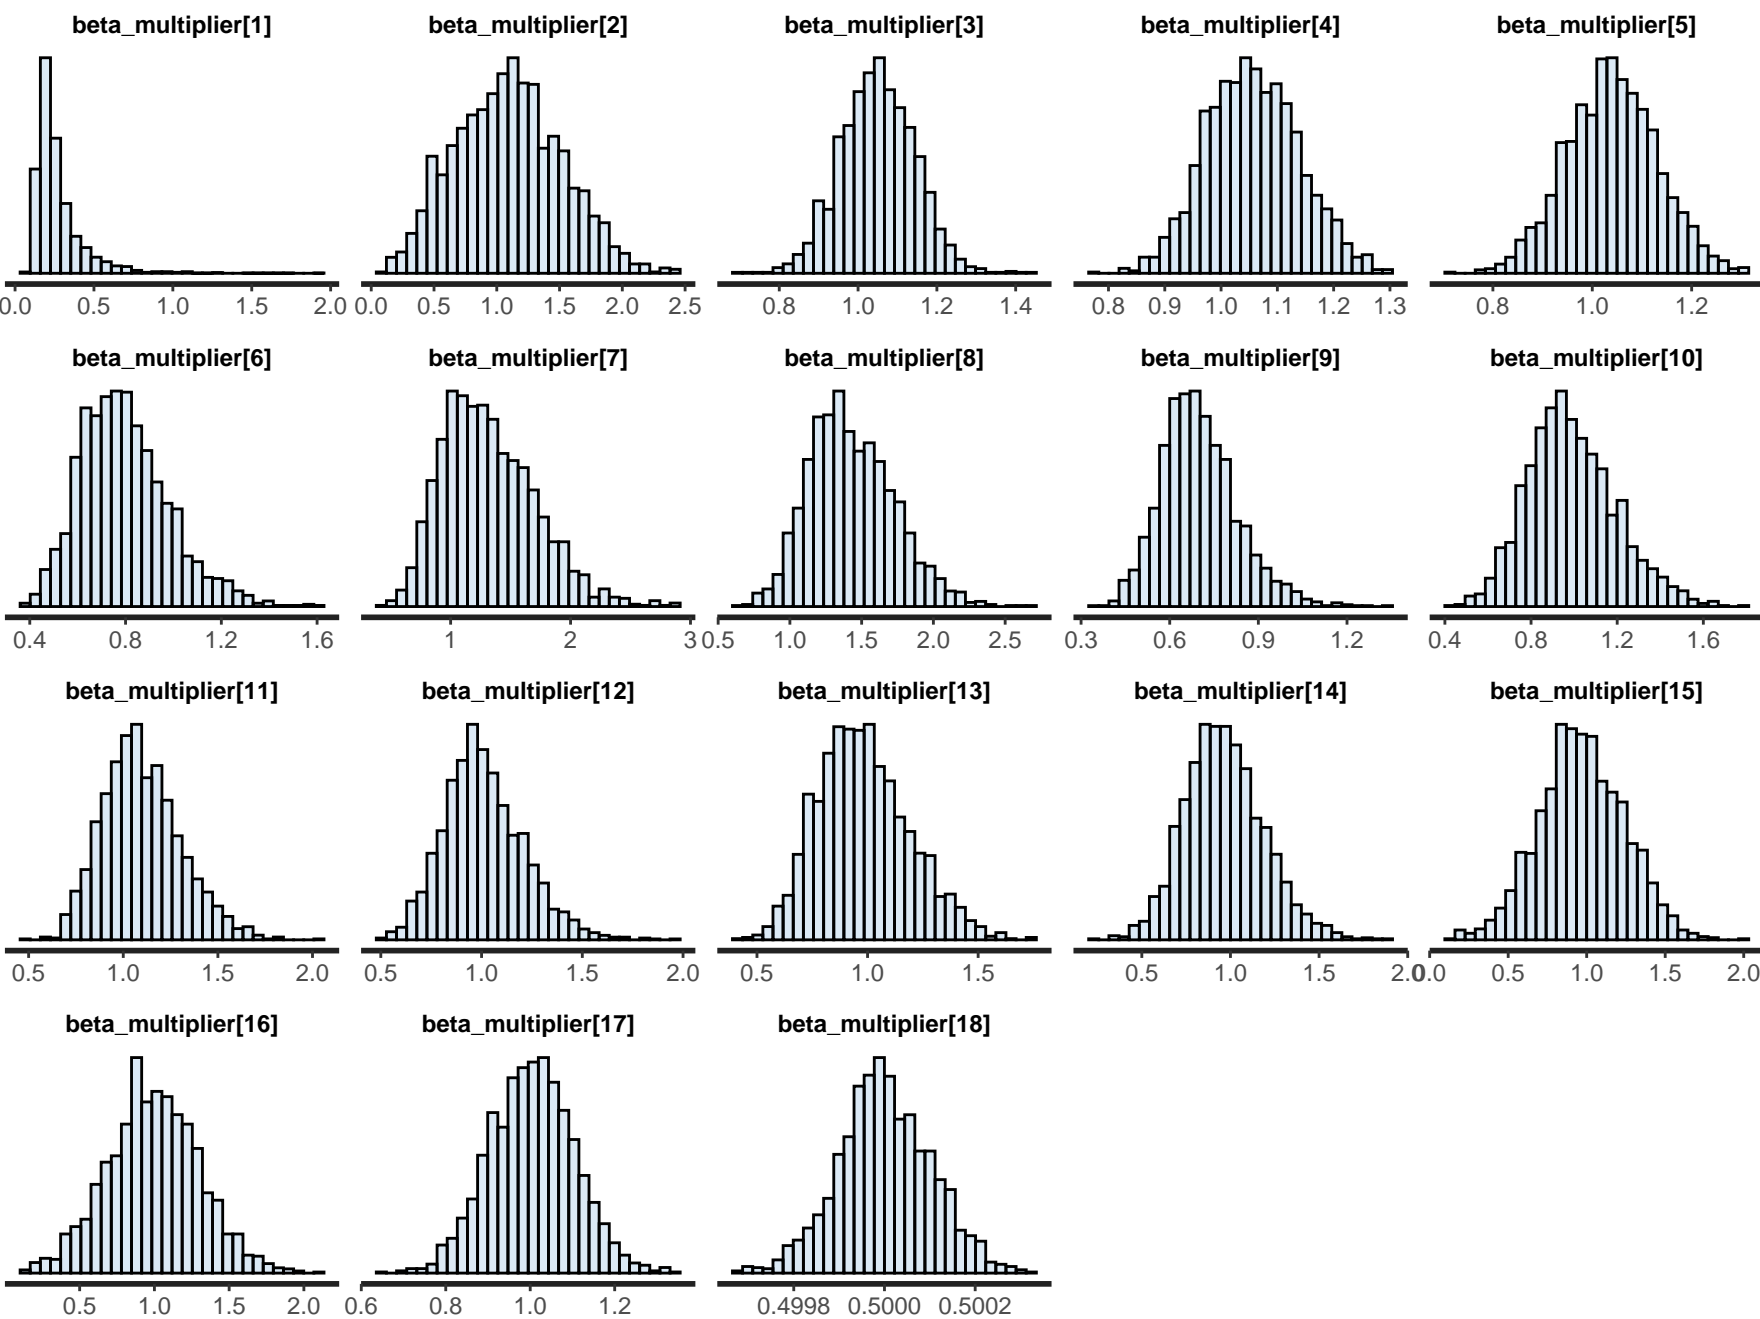 beta_multiplier[1] beta_multiplier[2] beta_multiplier[3] beta_multiplier[4] beta_multiplier[5]
0.0 0.5 1.0 1.5 2.0 0.0 0.5 1.0 1.5 2.0 2.5 0.8 1.0 1.2 1.4 0.8 0.9 1.0 1.1 1.2 1.3 0.8 1.0 1.2
beta_multiplier[6] beta_multiplier[7] beta_multiplier[8] beta_multiplier[9] beta_multiplier[10]
0.4 0.8 1.2 1.6 1 2 3 0.5 1.0 1.5 2.0 2.5 0.3 0.6 0.9 1.2 0.4 0.8 1.2 1.6
beta_multiplier[11] beta_multiplier[12] beta_multiplier[13] beta_multiplier[14] beta_multiplier[15]
0.5 1.0 1.5 2.0 0.5 1.0 1.5 2.0 0.5 1.0 1.5 0.5 1.0 1.5 2.0 0.0 0.5 1.0 1.5 2.0
beta_multiplier[16] beta_multiplier[17] beta_multiplier[18]
0.5 1.0 1.5 2.0 0.6 0.8 1.0 1.2 0.4998 0.5000 0.5002